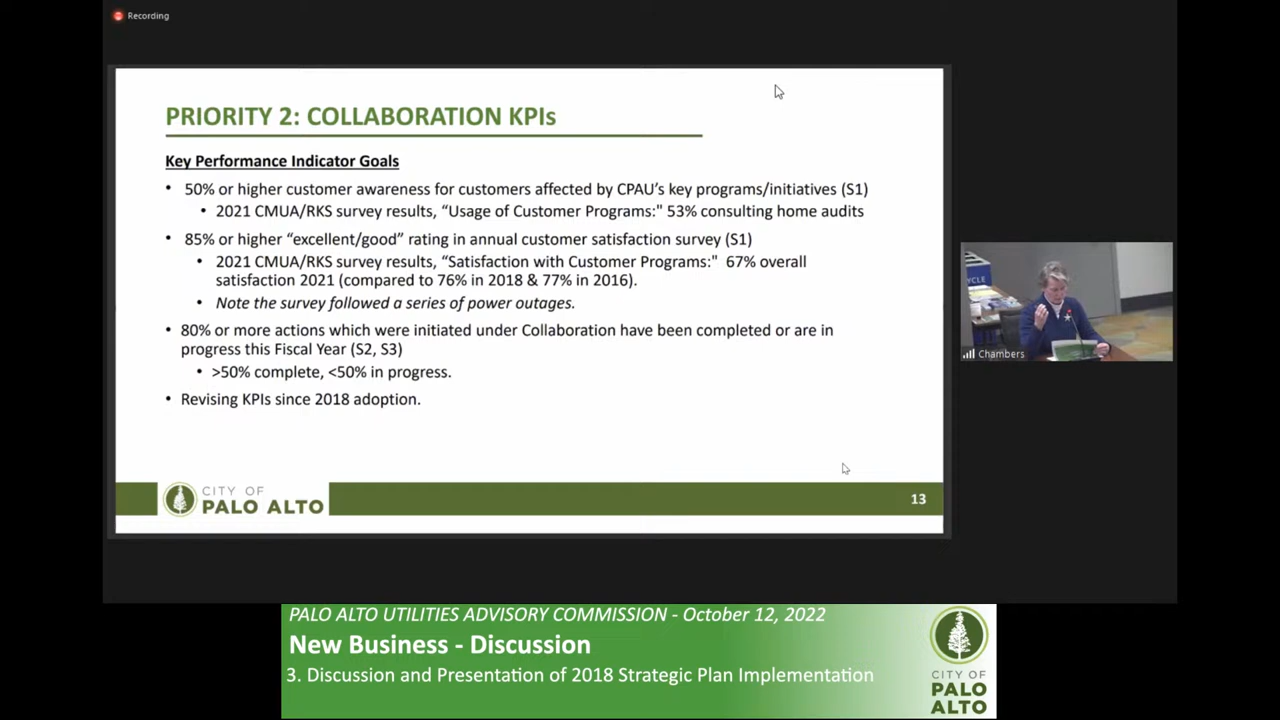 Recording
PRIORITY 2: COLLABORATION KPIs
Key Performance Indicator Goals
• 50% or higher customer awareness for customers affected by CPAU's key programs/initiatives (S1)
• 2021 CMUA/RKS survey results, “Usage of Customer Programs:" 53% consulting home audits
• 85% or higher “excellent/good” rating in annual customer satisfaction survey (S1)
• 2021 CMUA/RKS survey results, “Satisfaction with Customer Programs:" 67% overall
satisfaction 2021 (compared to 76% in 2018 & 77% in 2016).
• Note the survey followed a series of power outages.
• 80% or more actions which were initiated under Collaboration have been completed or are in
progress this Fiscal Year (S2, S3)
• >50% complete, <50% in progress.
• Revising KPIs since 2018 adoption.
CITY OF
PALO ALTO
13
CYCLE
Chambers
PALO ALTO UTILITIES ADVISORY COMMISSION - October 12, 2022
New Business - Discussion
3. Discussion and Presentation of 2018 Strategic Plan Implementation
CITY OF
PALO
ALTO